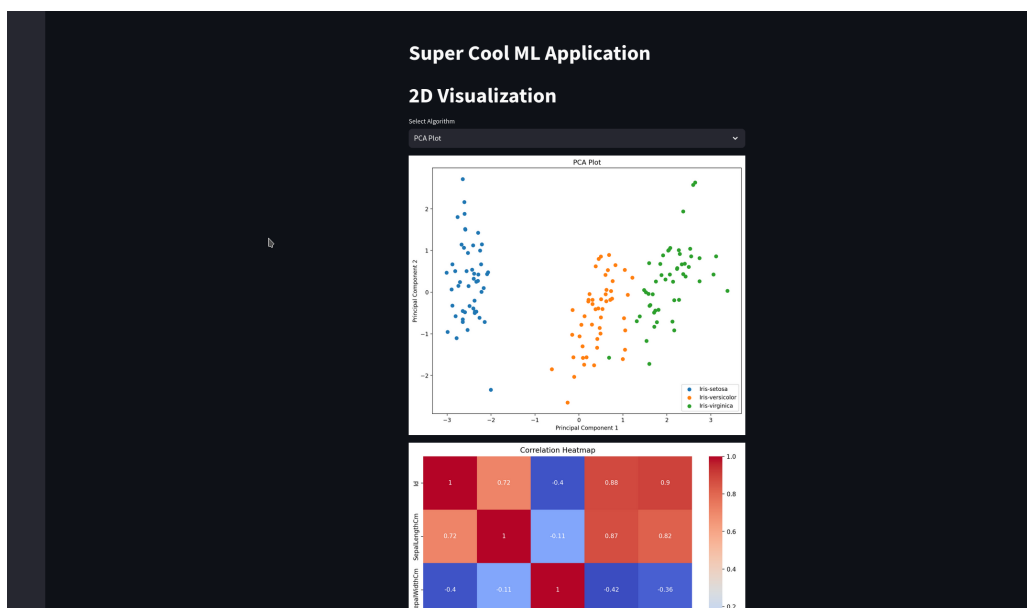 Super Cool ML Application
2D Visualization
Select Algorithm
PCA Plot
PCA Plot
Principal Component 2
2
1
0
−1
−2
−3 −2 −1 0 1 2 3
Principal Component 1
Iris-setosa
Iris-versicolor
Iris-virginica
Correlation Heatmap
Id
1 0.72 -0.4 0.88 0.9
SepalLengthCm
0.72 1 -0.11 0.87 0.82
epalWidthCm
-0.4 -0.11 1 -0.42 -0.36
1.0
0.8
0.6
0.4
0.2